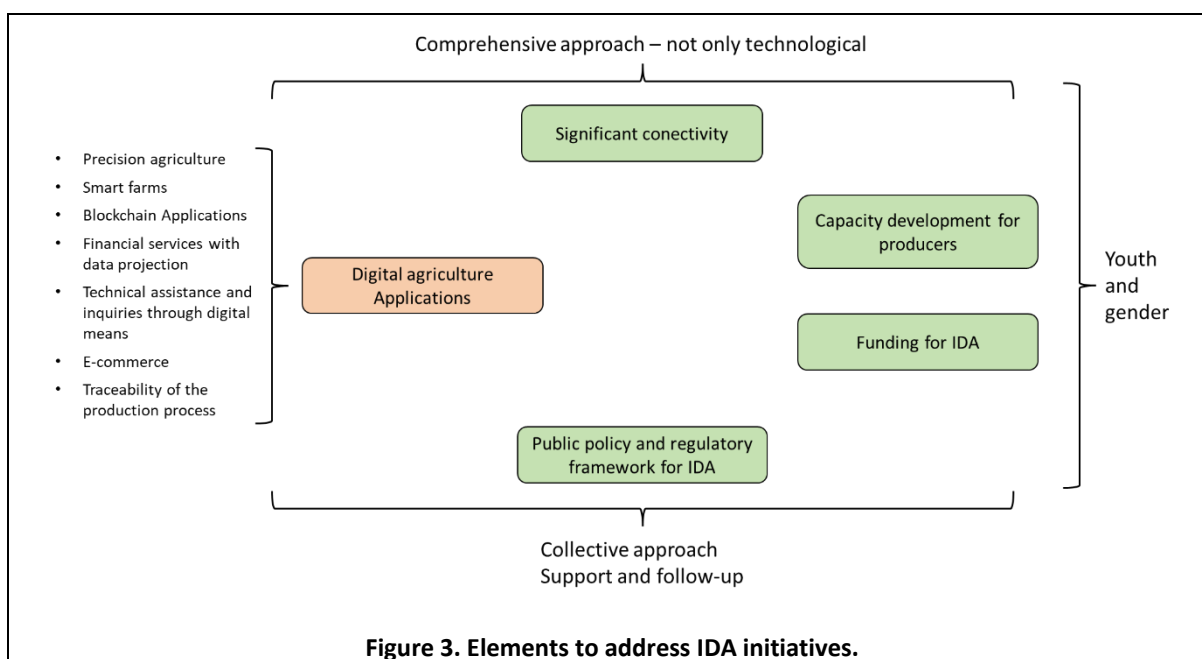 Comprehensive approach – not only technological
Significant conectivity
• Precision agriculture
• Smart farms
• Blockchain Applications
• Financial services with
data projection
• Technical assistance and
inquiries through digital
means
• E-commerce
• Traceability of the
production process
Digital agriculture
Applications
Capacity development for
producers
Funding for IDA
Youth
and
gender
Public policy and regulatory
framework for IDA
Collective approach
Support and follow-up
Figure 3. Elements to address IDA initiatives.